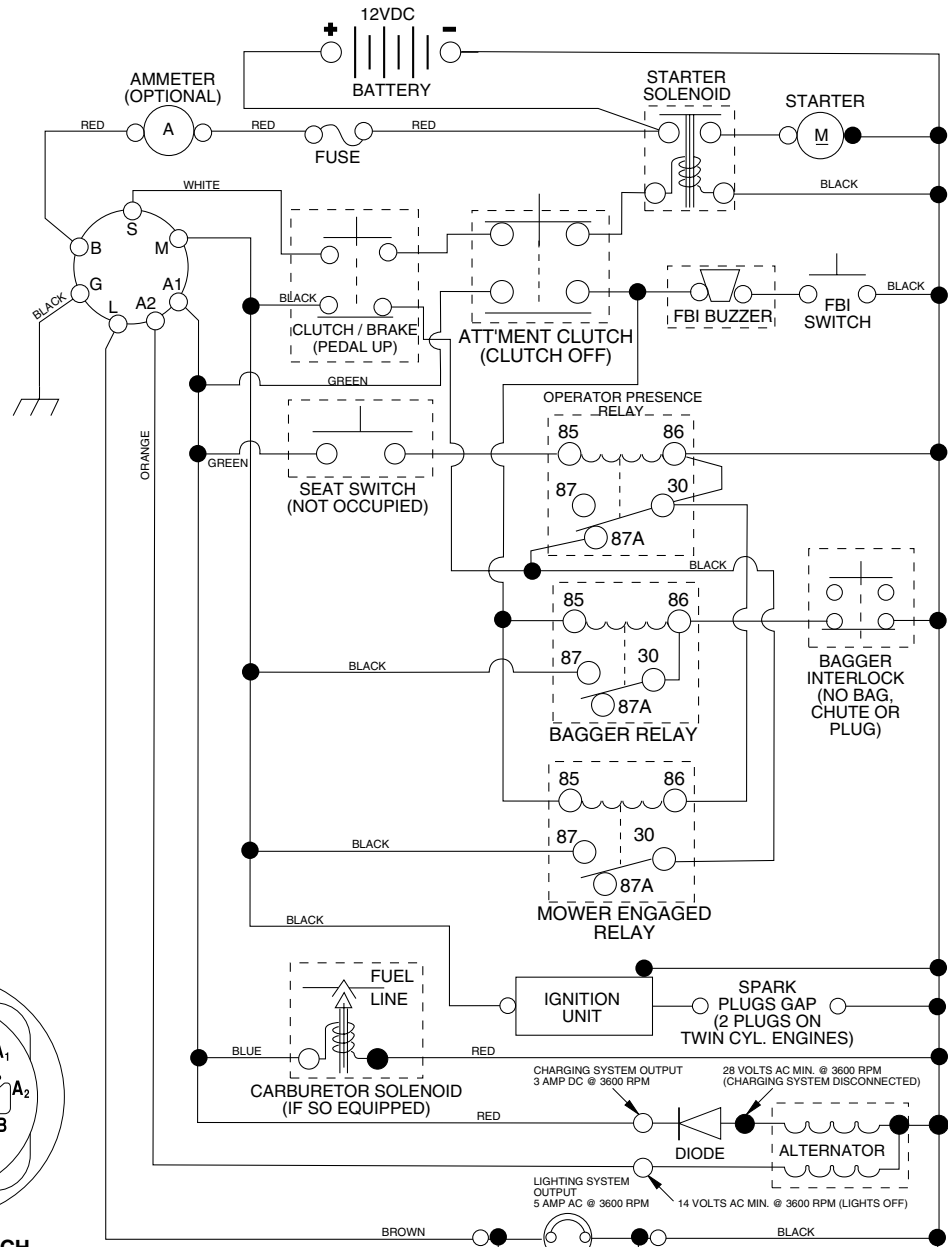 12VDC
+
-
BATTERY
AMMETER
(OPTIONAL)
STARTER
SOLENOID
STARTER
RED
A
RED
FUSE
RED
M
WHITE
BLACK
S
B
M
G
A1
L
A2
BLACK
BLACK
CLUTCH / BRAKE
(PEDAL UP)
ATT'MENT CLUTCH
(CLUTCH OFF)
FBI BUZZER
FBI
SWITCH
BLACK
GREEN
OPERATOR PRESENCE
RELAY
ORANGE
85
86
GREEN
SEAT SWITCH
(NOT OCCUPIED)
87
30
87A
BLACK
85
86
BLACK
87
30
87A
BAGGER RELAY
BAGGER
INTERLOCK
(NO BAG,
CHUTE OR
PLUG)
85
86
BLACK
87
30
87A
MOWER ENGAGED
RELAY
BLACK
FUEL
LINE
IGNITION
UNIT
SPARK
PLUGS GAP
(2 PLUGS ON
TWIN CYL. ENGINES)
BLUE
RED
CARBURETOR SOLENOID
(IF SO EQUIPPED)
CHARGING SYSTEM OUTPUT
3 AMP DC @ 3600 RPM
28 VOLTS AC MIN. @ 3600 RPM
(CHARGING SYSTEM DISCONNECTED)
RED
DIODE
ALTERNATOR
LIGHTING SYSTEM
OUTPUT
5 AMP AC @ 3600 RPM
14 VOLTS AC MIN. @ 3600 RPM (LIGHTS OFF)
BROWN
BLACK
A2